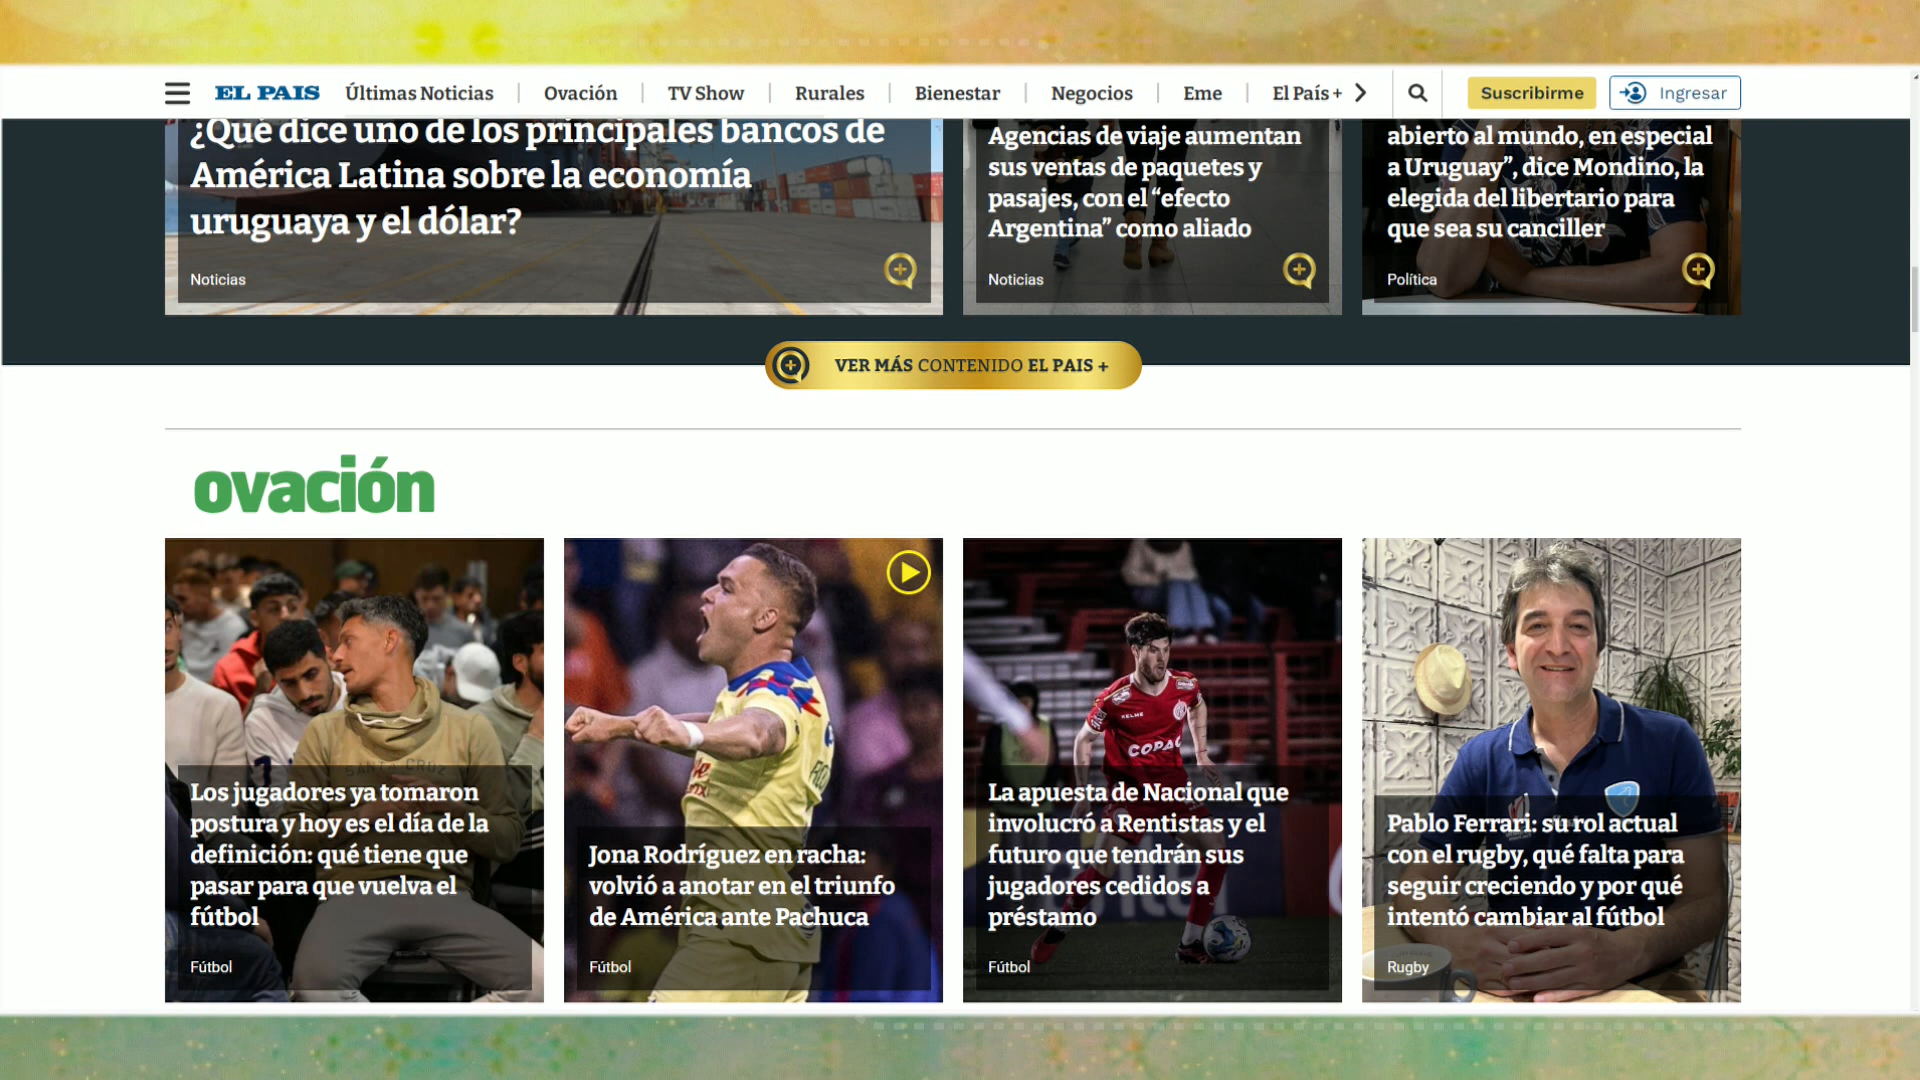 EL PAIS
Últimas Noticias
Ovación
TV Show
Rurales
Bienestar
Negocios
Eme
El País +
Suscribirme
Ingresar
¿Qué dice uno de los principales bancos de
América Latina sobre la economía
uruguaya y el dólar?
Noticias
Agencias de viaje aumentan
sus ventas de paquetes y
pasajes, con el “efecto
Argentina” como aliado
Noticias
abierto al mundo, en especial
a Uruguay”, dice Mondino, la
elegida del libertario para
que sea su canciller
Política
VER MÁS CONTENIDO EL PAIS +
ovación
SANTA CRUZ
Los jugadores ya tomaron
postura y hoy es el día de la
definición: qué tiene que
pasar para que vuelva el
fútbol
Fútbol
Jona Rodríguez en racha:
volvió a anotar en el triunfo
de América ante Pachuca
Fútbol
KELME
COPAC
La apuesta de Nacional que
involucró a Rentistas y el
futuro que tendrán sus
jugadores cedidos a
préstamo
Fútbol
Pablo Ferrari: su rol actual
con el rugby, qué falta para
seguir creciendo y por qué
intentó cambiar al fútbol
Rugby